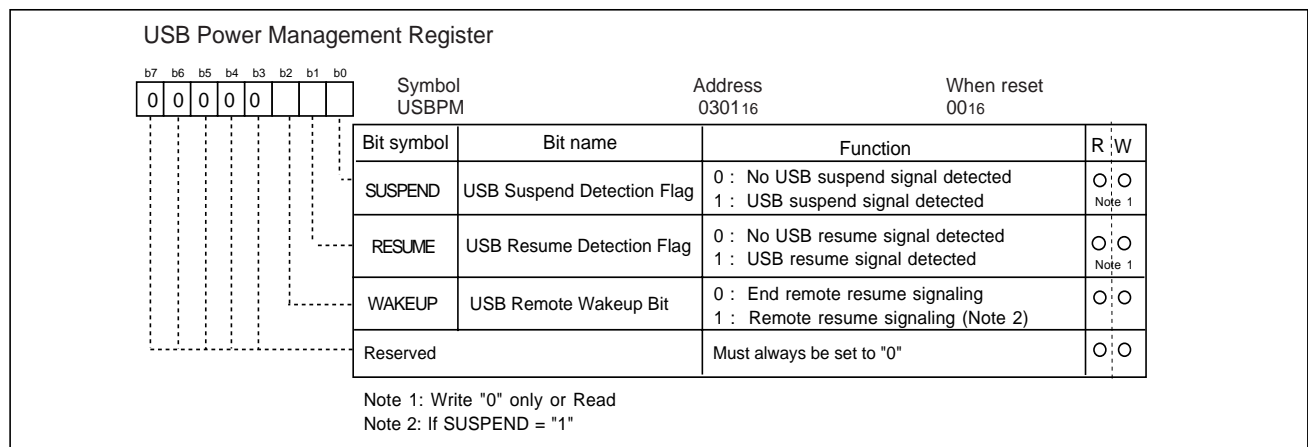 USB Power Management Register
b7 b6 b5 b4 b3 b2 b1 b0
0 0 0 0 0
Symbol Address When reset
USBPM 030116 0016
Bit symbol Bit name Function R W
SUSPEND USB Suspend Detection Flag 0 : No USB suspend signal detected O O
1 : USB suspend signal detected Note 1
RESUME USB Resume Detection Flag 0 : No USB resume signal detected O O
1 : USB resume signal detected Note 1
WAKEUP USB Remote Wakeup Bit 0 : End remote resume signaling O O
1 : Remote resume signaling (Note 2)
Reserved Must always be set to "0" O O
Note 1: Write "0" only or Read
Note 2: If SUSPEND = "1"